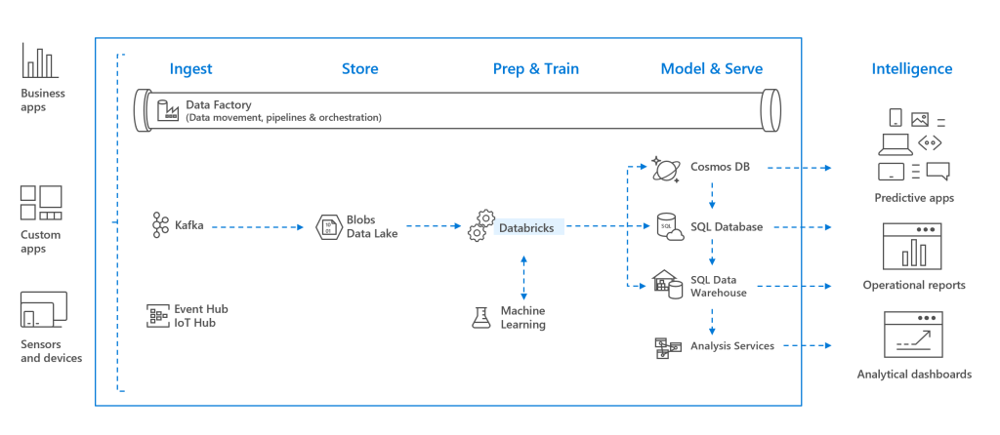 Ingest
Store
Prep & Train
Model & Serve
Intelligence
Business
apps
Data Factory
(Data movement, pipelines & orchestration)
Custom
apps
Sensors
and devices
Kafka
Event Hub
IoT Hub
10
01
Blobs
Data Lake
Databricks
Machine
Learning
Cosmos DB
SQL
SQL Database
SQL Data
Warehouse
Analysis Services
Predictive apps
Operational reports
Analytical dashboards